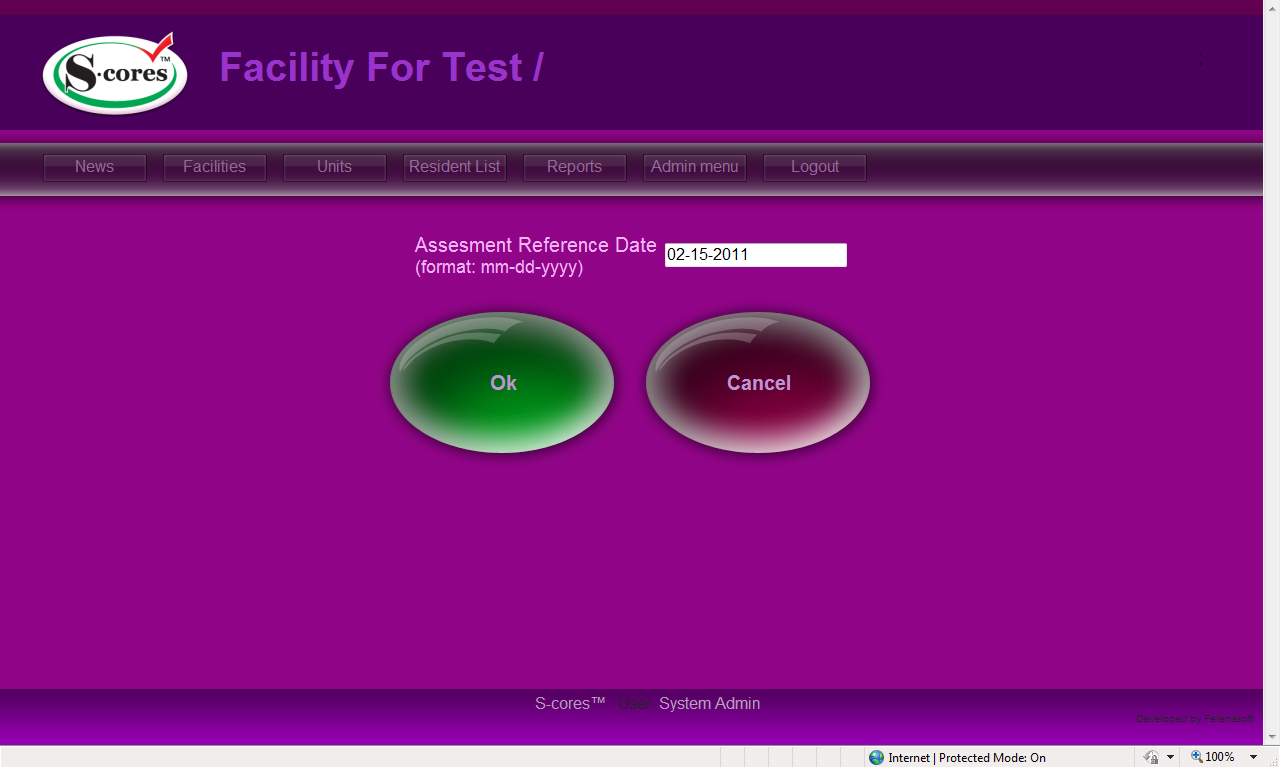 S·cores™
Facility For Test /
News Facilities Units Resident List Reports Admin menu Logout
Assesment Reference Date
(format: mm-dd-yyyy)
02-15-2011
Ok Cancel
S-cores™ User: System Admin
Developed by
Internet | Protected Mode: On
100%